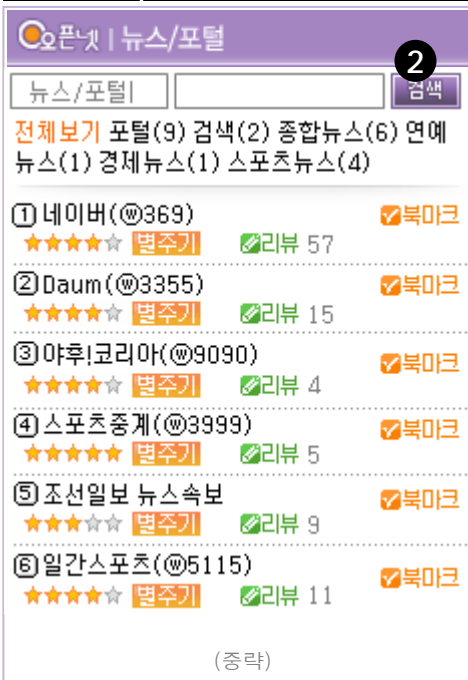 오픈넷 | 뉴스/포털
2
뉴스/포털| 검색
전체보기 포털(9) 검색(2) 종합뉴스(6) 연예
뉴스(1) 경제뉴스(1) 스포츠뉴스(4)
① 네이버(ⓦ369) 북마크
★★★★☆ 별주기 리뷰 57
② Daum(ⓦ3355) 북마크
★★★★☆ 별주기 리뷰 15
③ 야후!코리아(ⓦ9090) 북마크
★★★★☆ 별주기 리뷰 4
④ 스포츠중계(ⓦ3999) 북마크
★★★★★ 별주기 리뷰 5
⑤ 조선일보 뉴스속보 북마크
★★★☆☆ 별주기 리뷰 9
⑥ 일간스포츠(ⓦ5115) 북마크
★★★★☆ 별주기 리뷰 11
(중략)